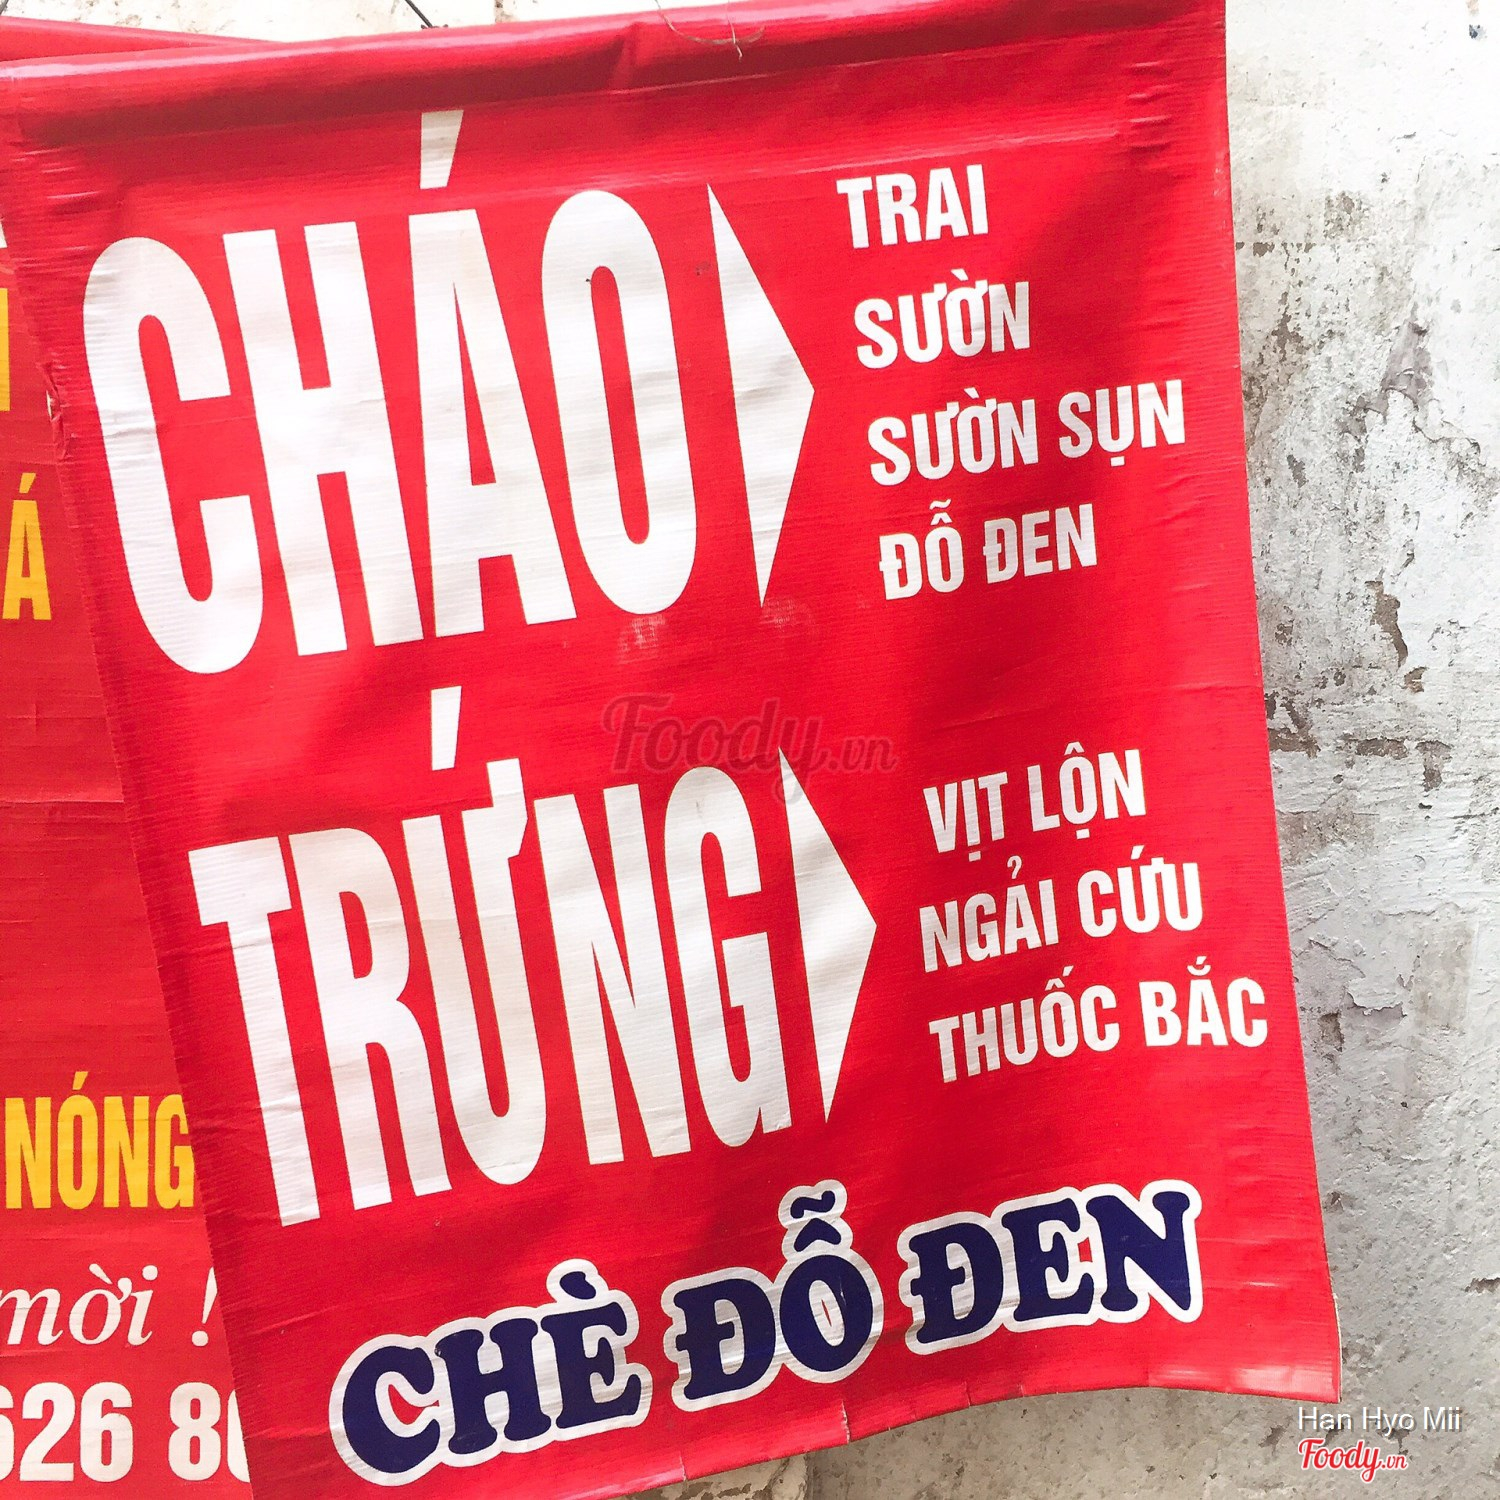 CHÁO
TRAI
SƯỜN
SƯỜN SỤN
ĐỖ ĐEN
TRỨNG
VỊT LỘN
NGẢI CỨU
THUỐC BẮC
CHÈ ĐỖ ĐEN
Á
NÓNG
mời !
626 8
Foody.vn
Han Hyo Mii
Foody.vn